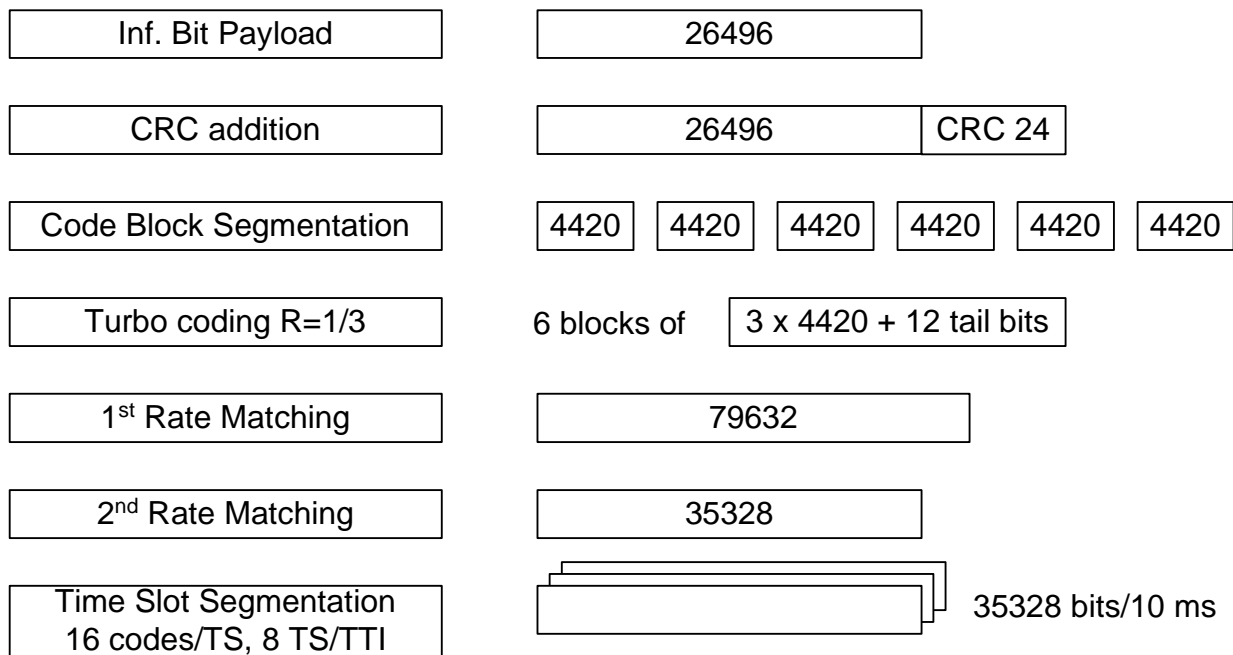 Inf. Bit Payload 26496
CRC addition 26496 CRC 24
Code Block Segmentation 4420 4420 4420 4420 4420 4420
Turbo coding R=1/3 6 blocks of 3 x 4420 + 12 tail bits
1st Rate Matching 79632
2nd Rate Matching 35328
Time Slot Segmentation
16 codes/TS, 8 TS/TTI
35328 bits/10 ms